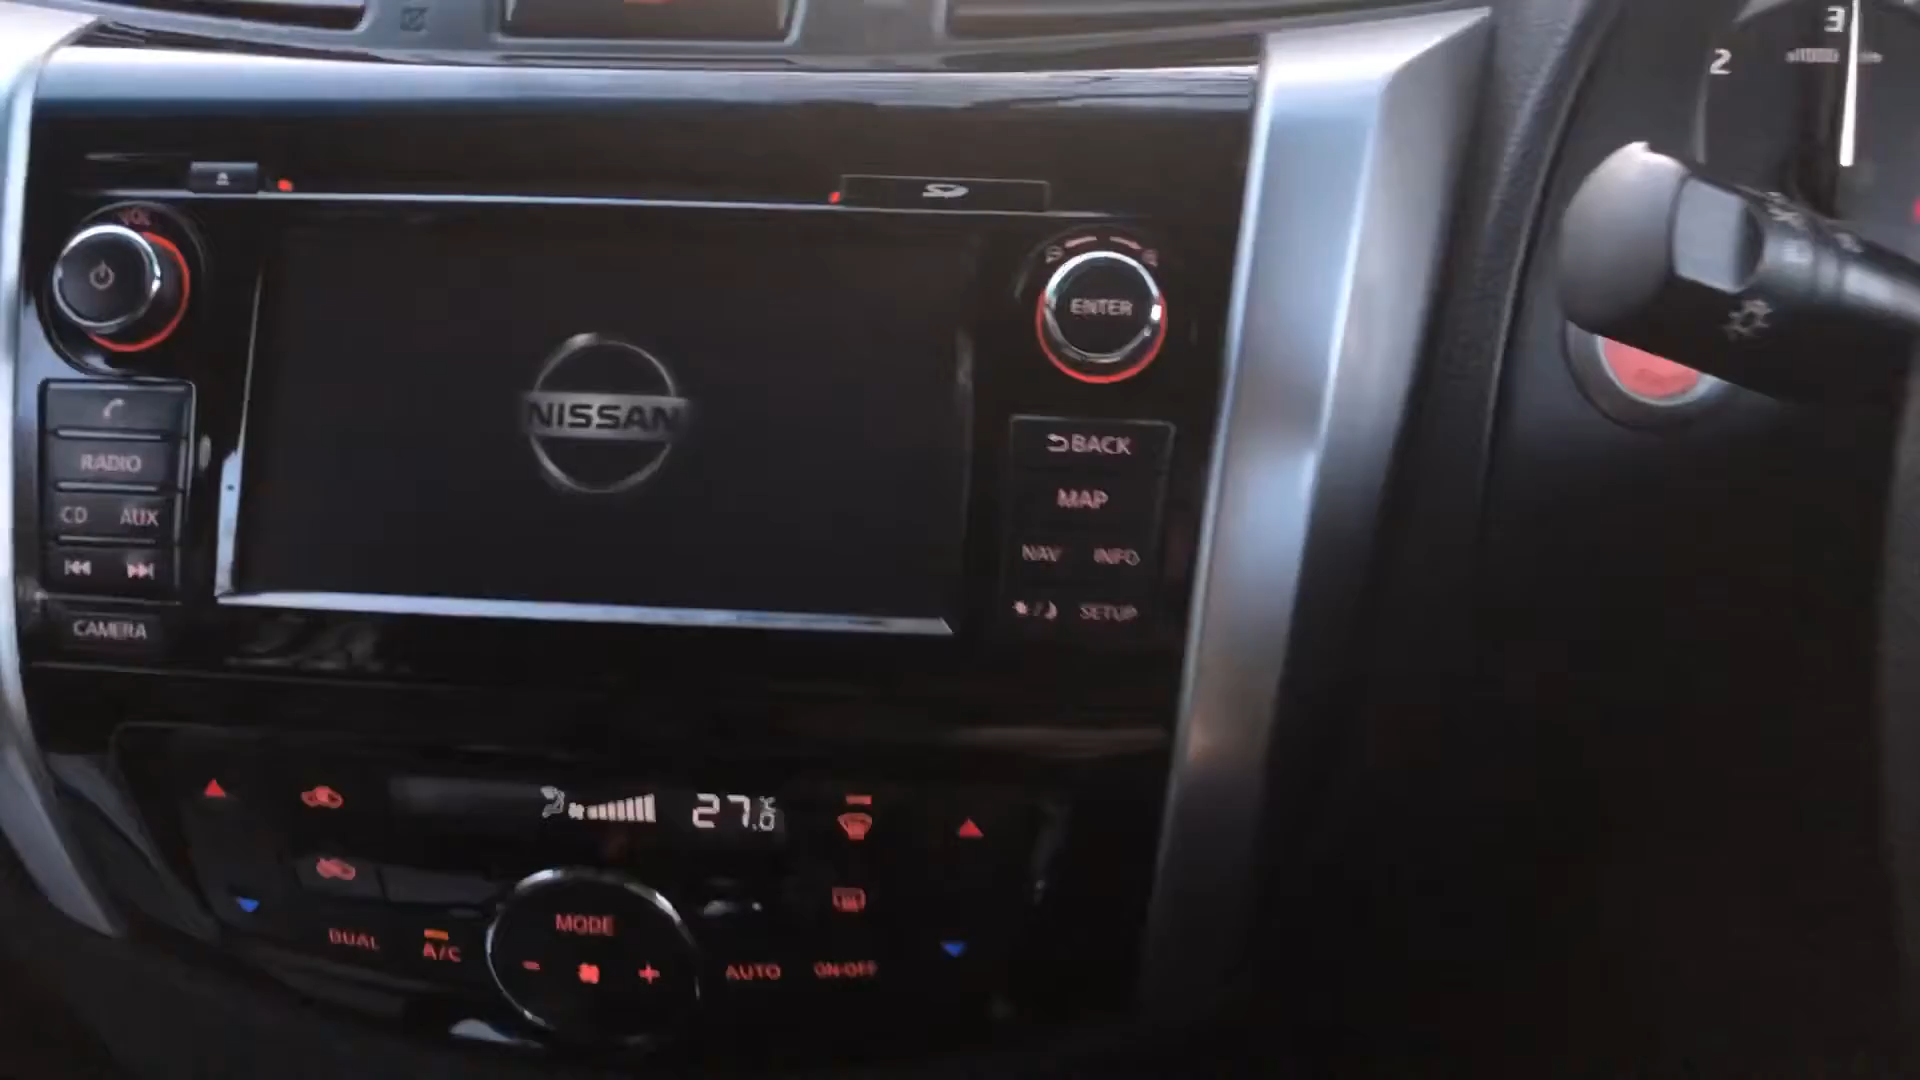 3
2
VOL
ENTER
NISSAN
BACK
RADIO
MAP
CD AUX
NAV INFO
SETUP
CAMERA
27.0 °C
MODE
DUAL
A/C
- +
AUTO
ON·OFF